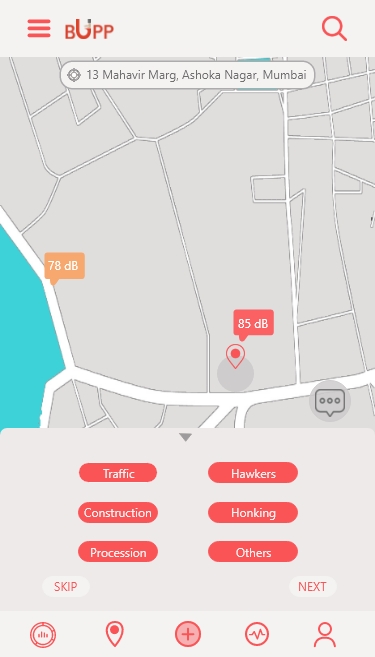 BUPP
13 Mahavir Marg, Ashoka Nagar, Mumbai
78 dB
85 dB
Traffic
Hawkers
Construction
Honking
Procession
Others
SKIP
NEXT